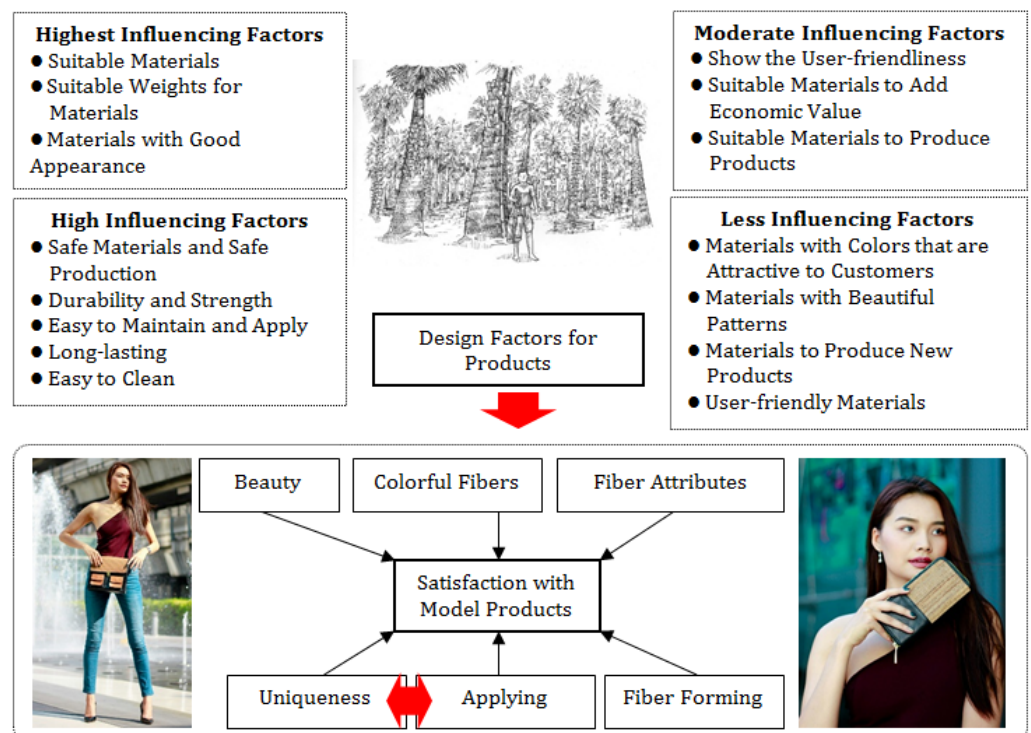 Highest Influencing Factors
● Suitable Materials
● Suitable Weights for
Materials
● Materials with Good
Appearance
High Influencing Factors
● Safe Materials and Safe
Production
● Durability and Strength
● Easy to Maintain and Apply
● Long-lasting
● Easy to Clean
Moderate Influencing Factors
● Show the User-friendliness
● Suitable Materials to Add
Economic Value
● Suitable Materials to Produce
Products
Less Influencing Factors
● Materials with Colors that are
Attractive to Customers
● Materials with Beautiful
Patterns
● Materials to Produce New
Products
● User-friendly Materials
Design Factors for
Products
Beauty
Colorful Fibers
Fiber Attributes
Satisfaction with
Model Products
Uniqueness
Applying
Fiber Forming